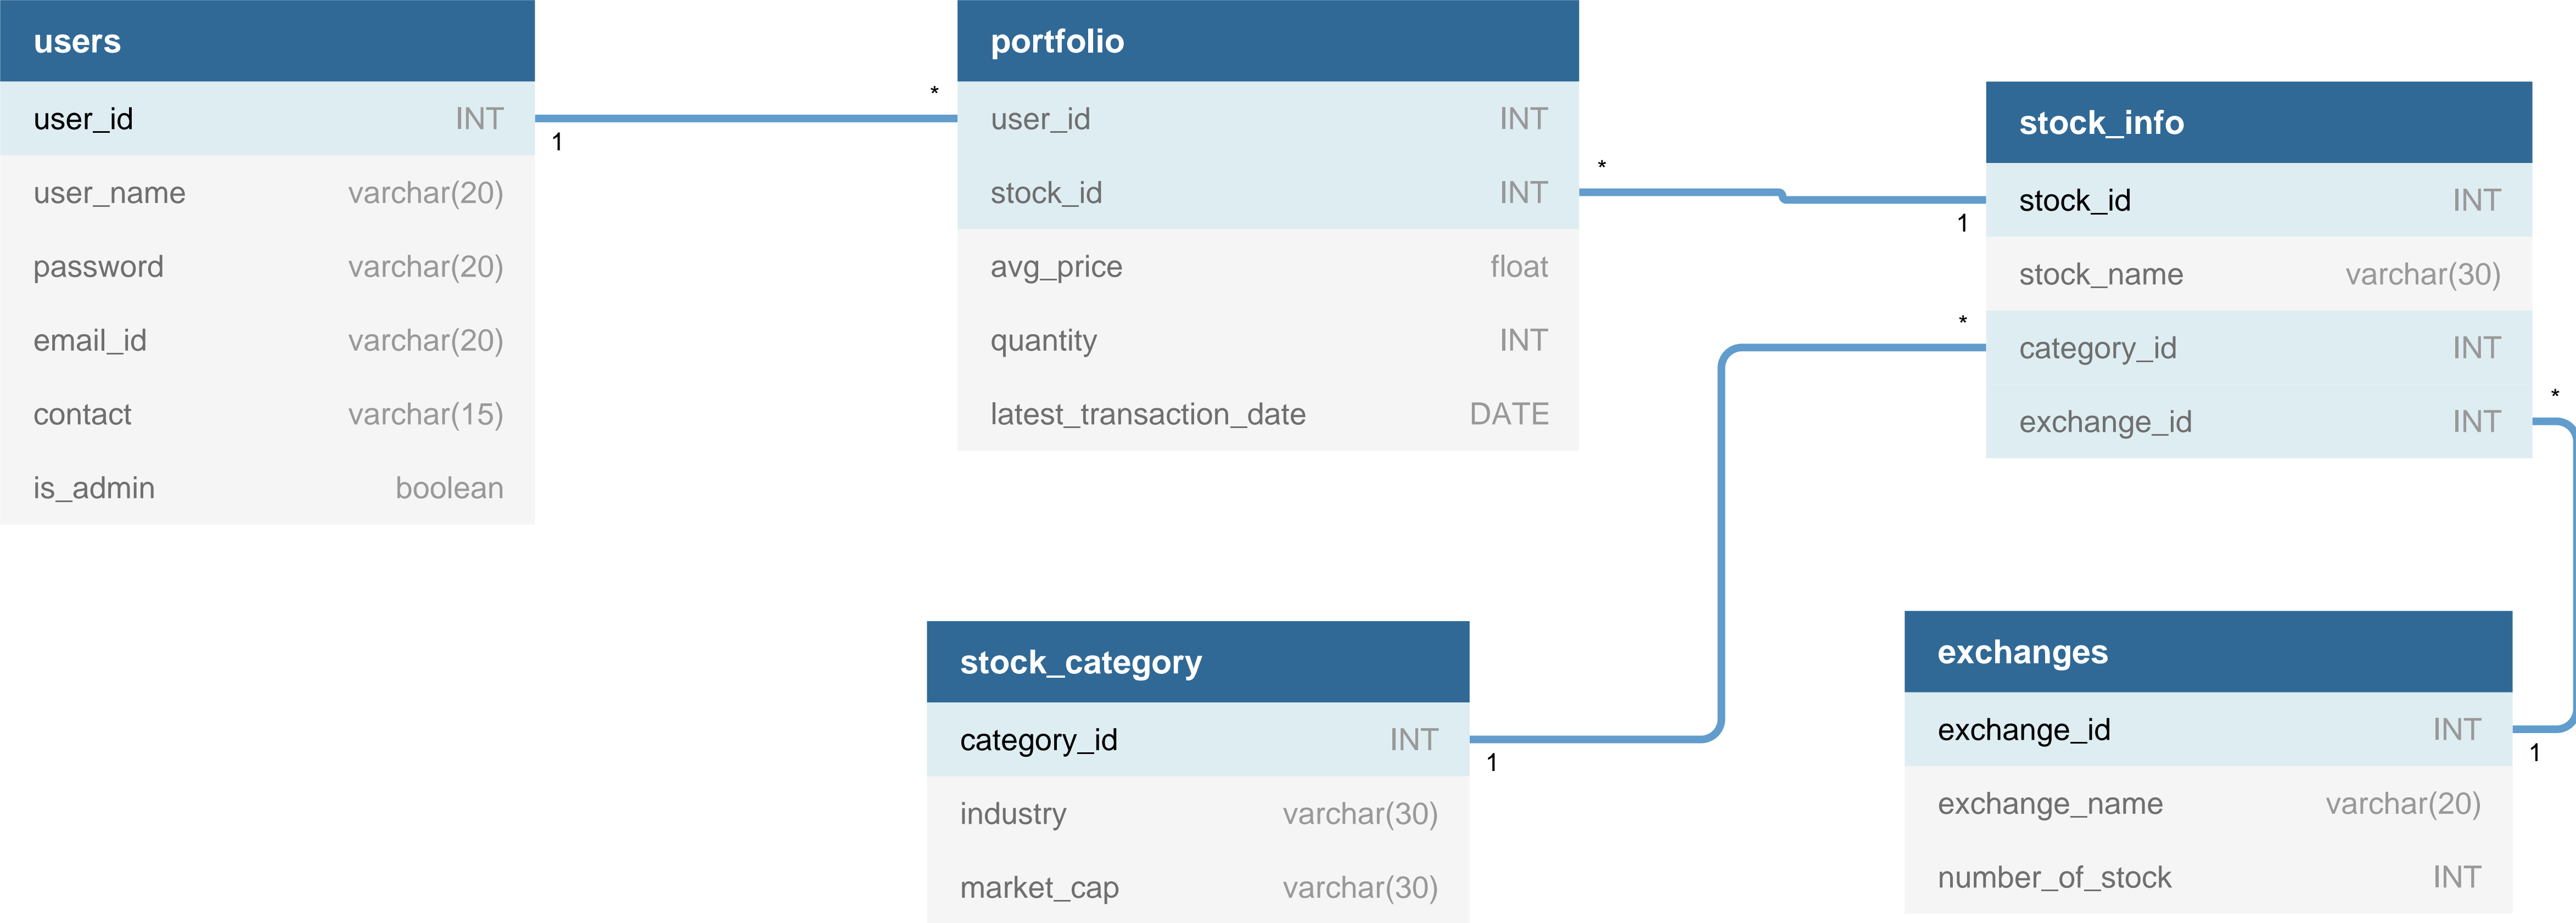 users
user_id INT
user_name varchar(20)
password varchar(20)
email_id varchar(20)
contact varchar(15)
is_admin boolean
1
*
portfolio
user_id INT
stock_id INT
avg_price float
quantity INT
latest_transaction_date DATE
*
1
stock_info
stock_id INT
stock_name varchar(30)
category_id INT
exchange_id INT
*
*
stock_category
category_id INT
industry varchar(30)
market_cap varchar(30)
1
exchanges
exchange_id INT
exchange_name varchar(20)
number_of_stock INT
1